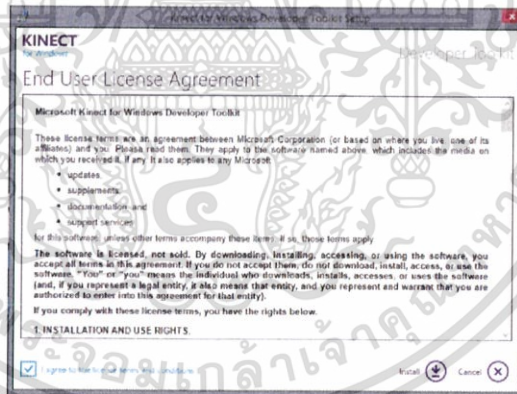 Kinect for Windows Developer Toolkit Setup
KINECT
for Windows
Developer Toolkit
End User License Agreement
Microsoft Kinect for Windows Developer Toolkit
These license terms are an agreement between Microsoft Corporation (or based on where you live, one of its
affiliates) and you. Please read them. They apply to the software named above, which includes the media on
which you received it, if any. It also applies to any Microsoft
• updates
• supplements
• documentation and
• support services
for this software, unless other terms accompany those items. If so, those terms apply
The software is licensed, not sold. By downloading, installing, accessing, or using the software, you
accept all terms in this agreement. If you do not accept them, do not download, install, access, or use the
software. "You" or "you" means the individual who downloads, installs, accesses, or uses the software
(and, if you represent a legal entity, it also means that entity, and you represent and warrant that you are
authorized to enter into this agreement for that entity).
If you comply with these license terms, you have the rights below.
1. INSTALLATION AND USE RIGHTS.
I agree to the license terms and conditions
Install
Cancel